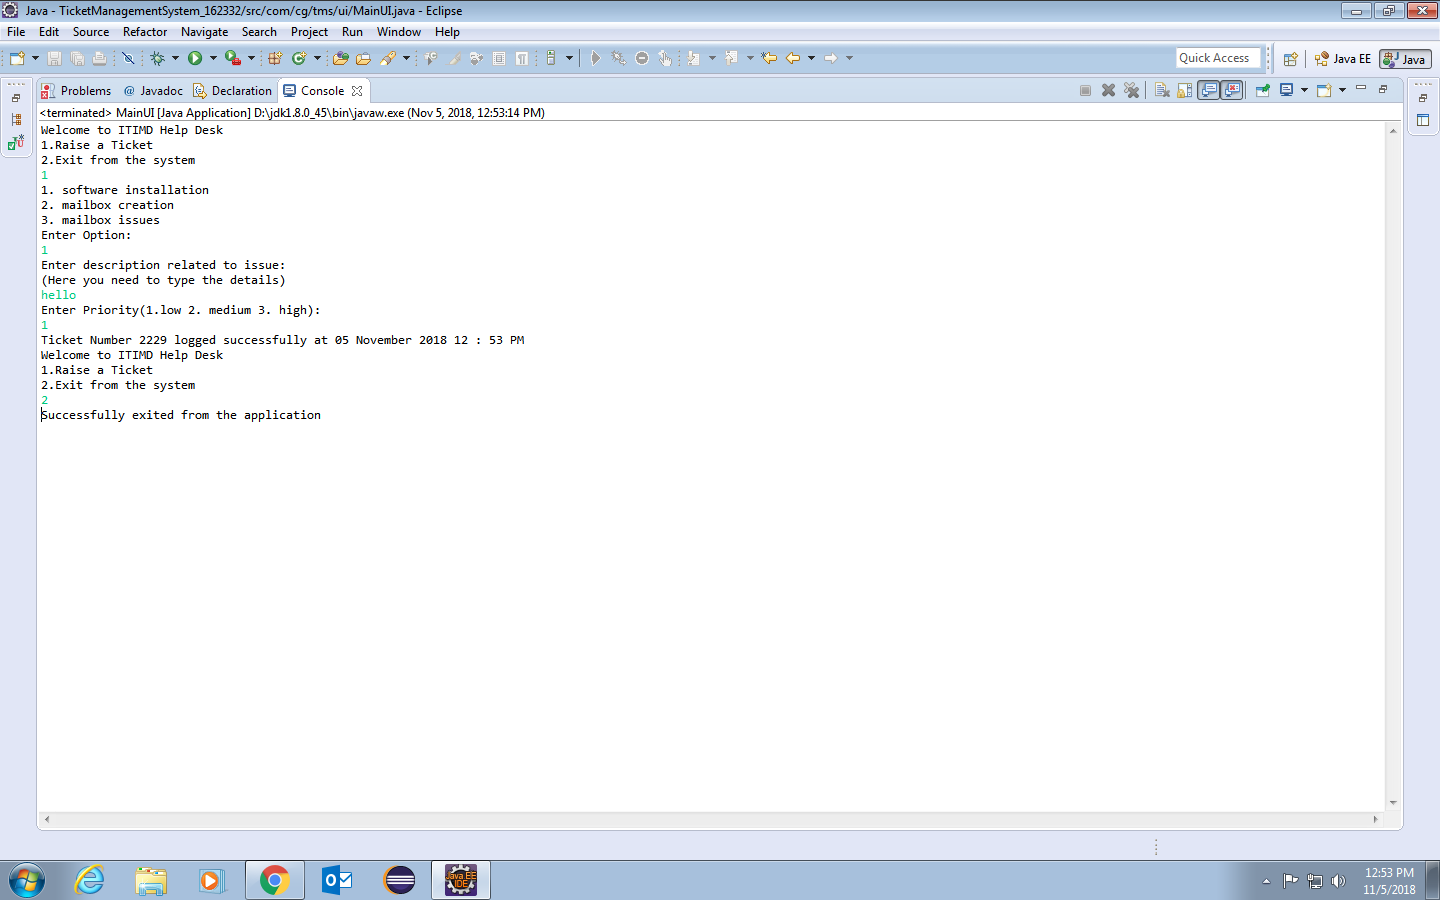 Java - TicketManagementSystem_162332/src/com/cg/tms/ui/MainUI.java - Eclipse
File Edit Source Refactor Navigate Search Project Run Window Help
Quick Access Java EE Java
Problems @ Javadoc Declaration Console
<terminated> MainUI [Java Application] D:\jdk1.8.0_45\bin\javaw.exe (Nov 5, 2018, 12:53:14 PM)
Welcome to ITIMD Help Desk
1.Raise a Ticket
2.Exit from the system
1
1. software installation
2. mailbox creation
3. mailbox issues
Enter Option:
1
Enter description related to issue:
(Here you need to type the details)
hello
Enter Priority(1.low 2. medium 3. high):
1
Ticket Number 2229 logged successfully at 05 November 2018 12 : 53 PM
Welcome to ITIMD Help Desk
1.Raise a Ticket
2.Exit from the system
2
Successfully exited from the application
Java EE
IDE
12:53 PM
11/5/2018